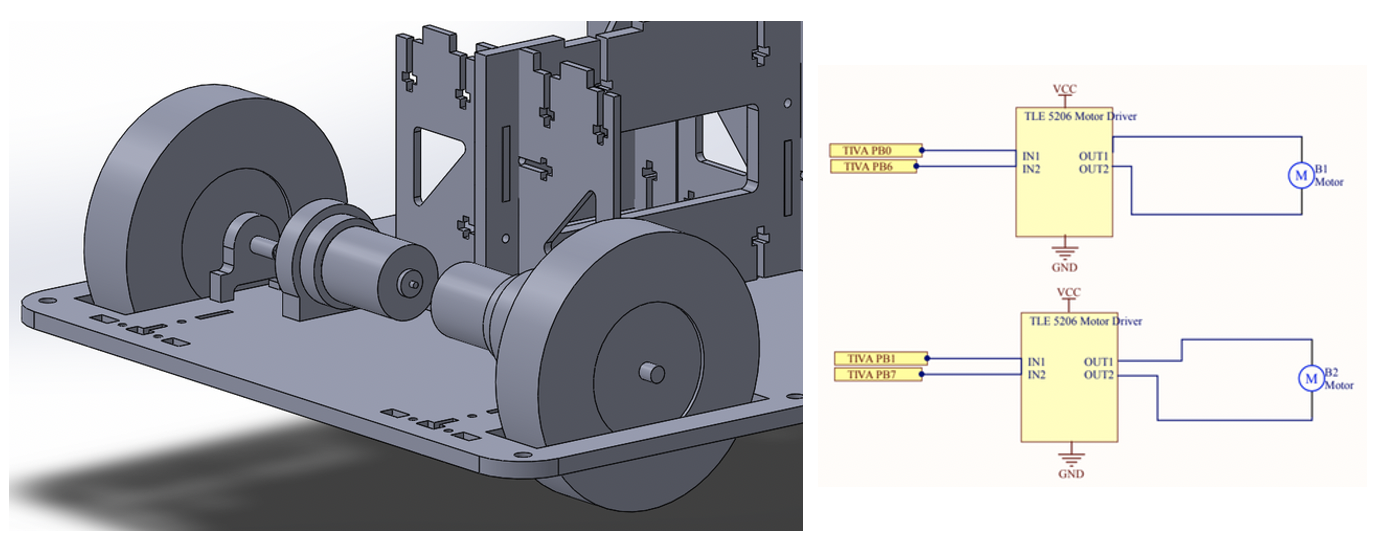 VCC
TLE 5206 Motor Driver
TIVA PB0
TIVA PB6
IN1
IN2
OUT1
OUT2
M
B1
Motor
GND
VCC
TLE 5206 Motor Driver
TIVA PB1
TIVA PB7
IN1
IN2
OUT1
OUT2
M
B2
Motor
GND